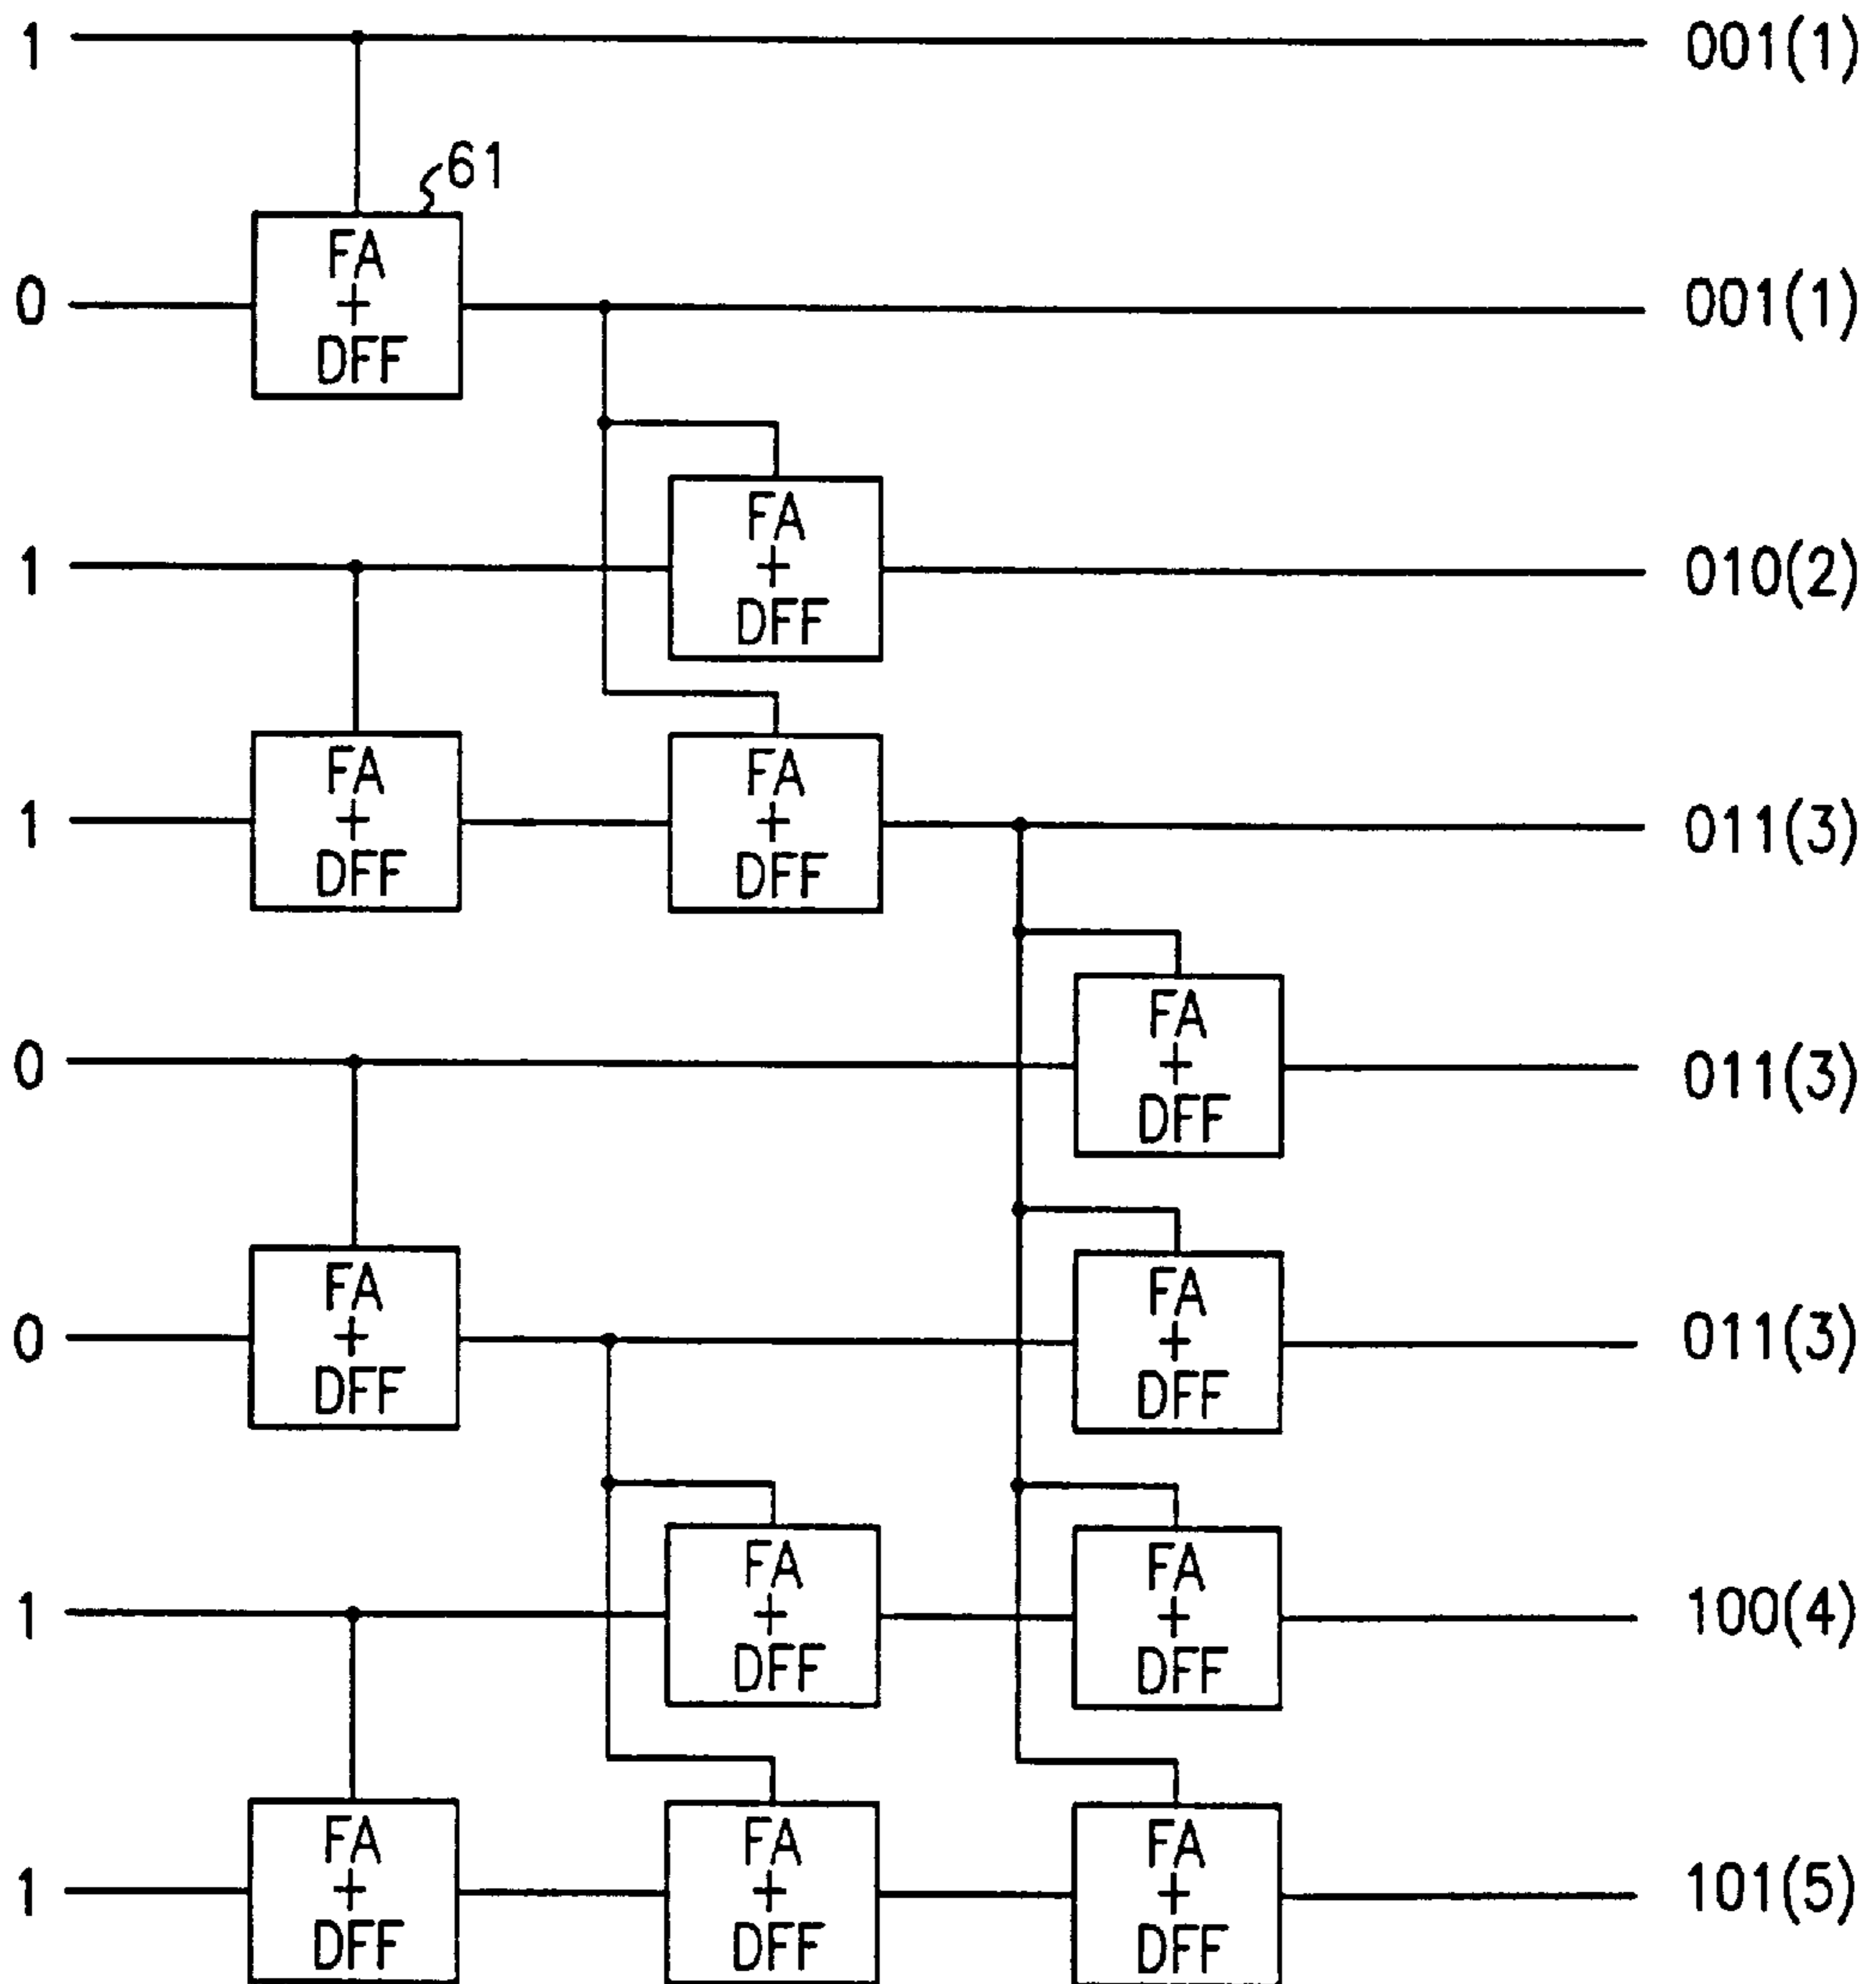 1 001(1)
61
FA
+
DFF
0 001(1)
FA
+
DFF
1 010(2)
FA
+
DFF
FA
+
DFF
1 011(3)
FA
+
DFF
0 011(3)
FA
+
DFF
FA
+
DFF
0 011(3)
FA
+
DFF
FA
+
DFF
1 100(4)
FA
+
DFF
FA
+
DFF
FA
+
DFF
1 101(5)